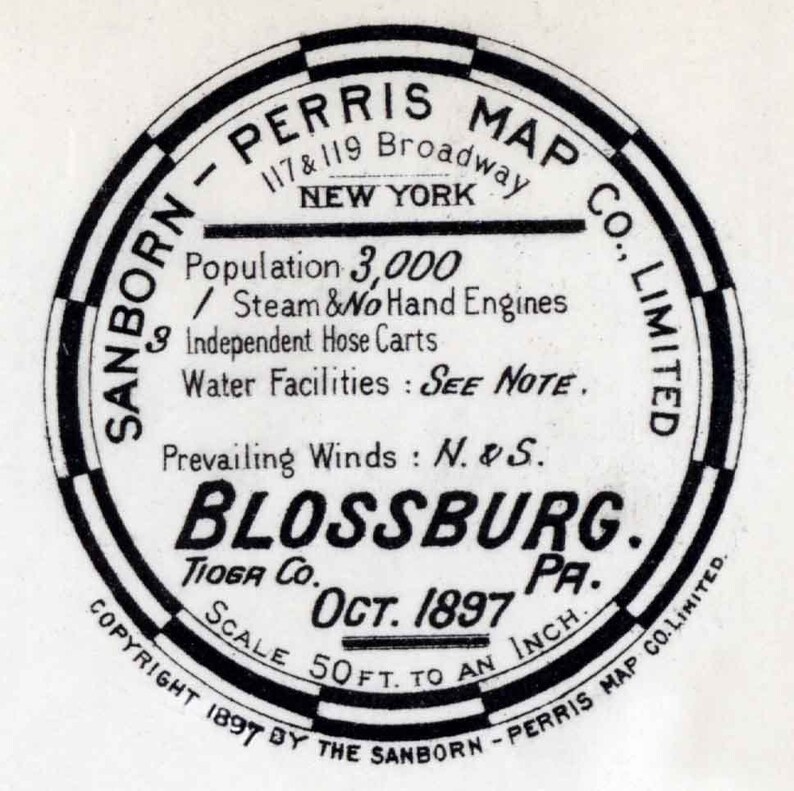 SANBORN - PERRIS MAP CO., LIMITED
117 & 119 Broadway
NEW YORK
Population 3,000
1 Steam & No Hand Engines
3 Independent Hose Carts
Water Facilities : SEE NOTE.
Prevailing Winds : N. & S.
BLOSSBURG.
TIOGA CO. PA.
OCT. 1897
SCALE 50 FT. TO AN INCH.
COPYRIGHT 1897 BY THE SANBORN - PERRIS MAP CO. LIMITED.